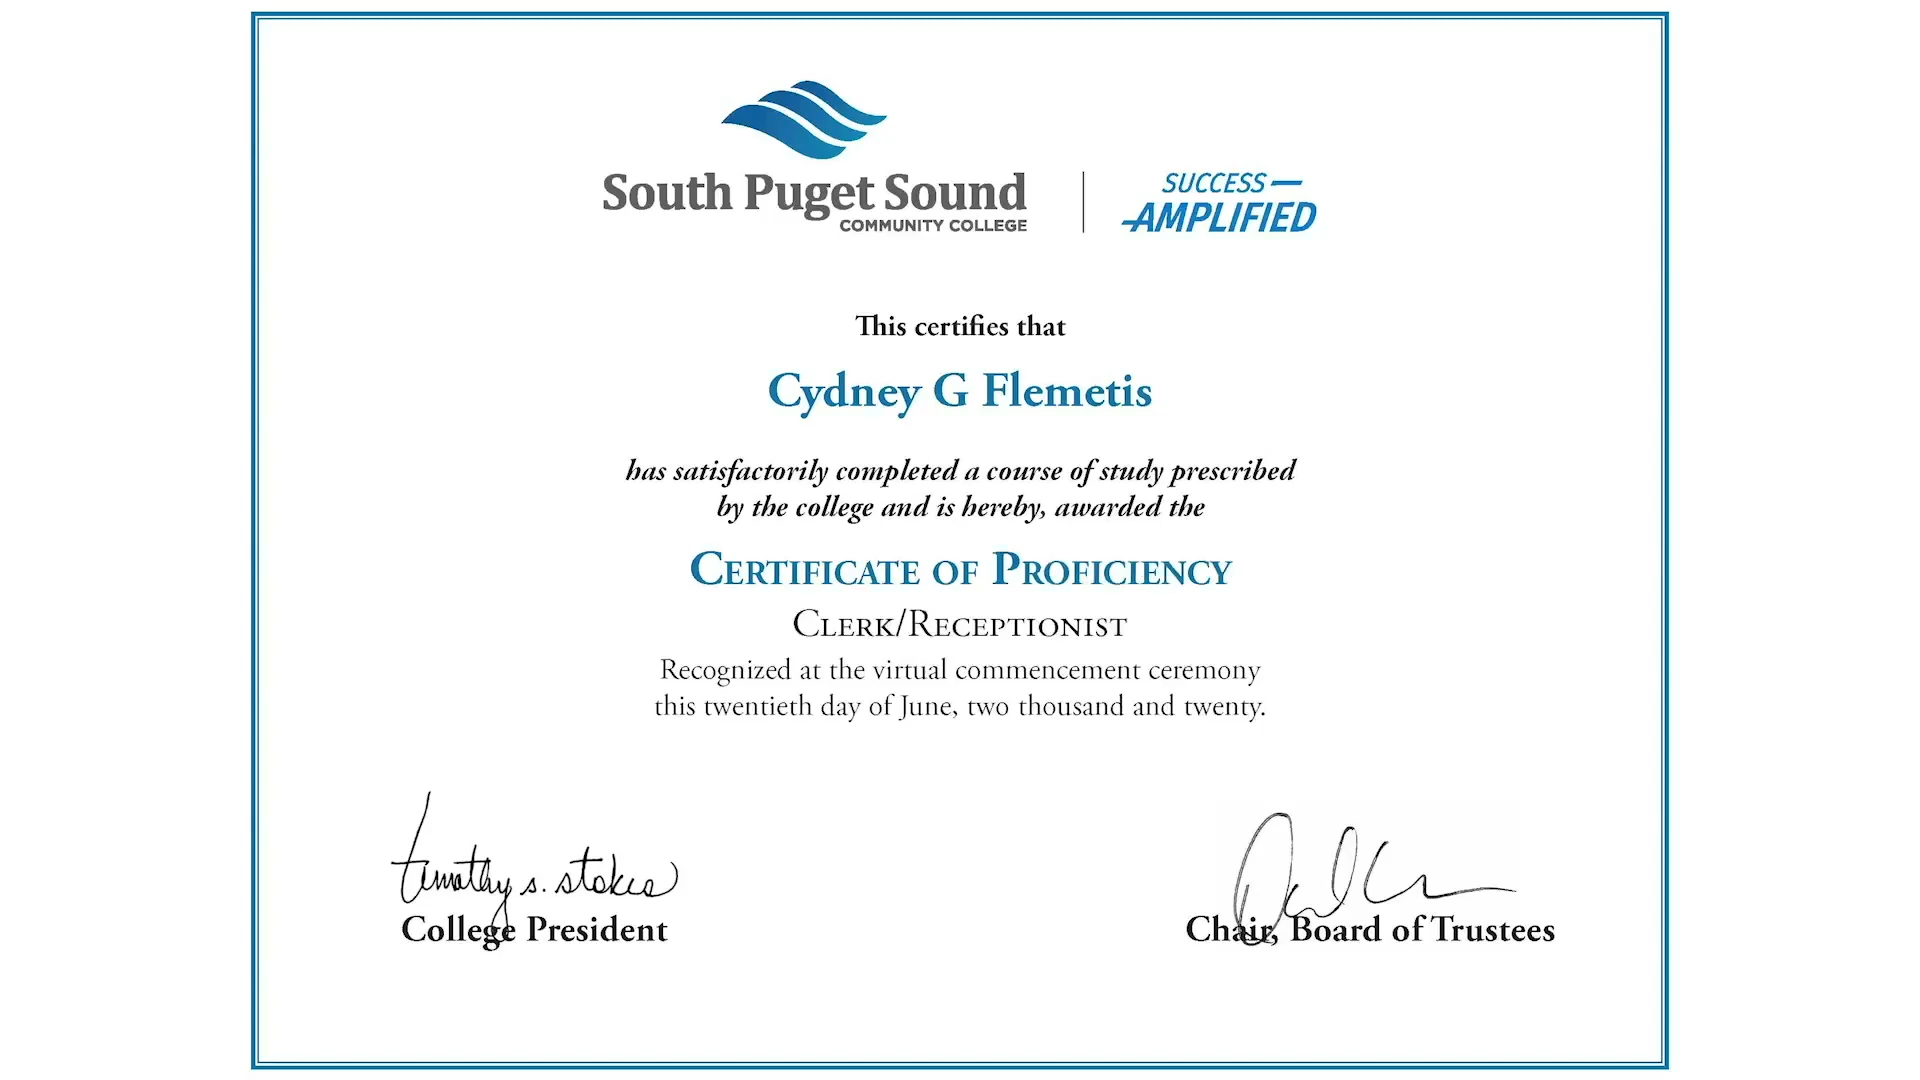 South Puget Sound
COMMUNITY COLLEGE
SUCCESS
AMPLIFIED
This certifies that
Cydney G Flemetis
has satisfactorily completed a course of study prescribed
by the college and is hereby, awarded the
CERTIFICATE OF PROFICIENCY
CLERK/RECEPTIONIST
Recognized at the virtual commencement ceremony
this twentieth day of June, two thousand and twenty.
timothy s. stokes
College President
Chair, Board of Trustees